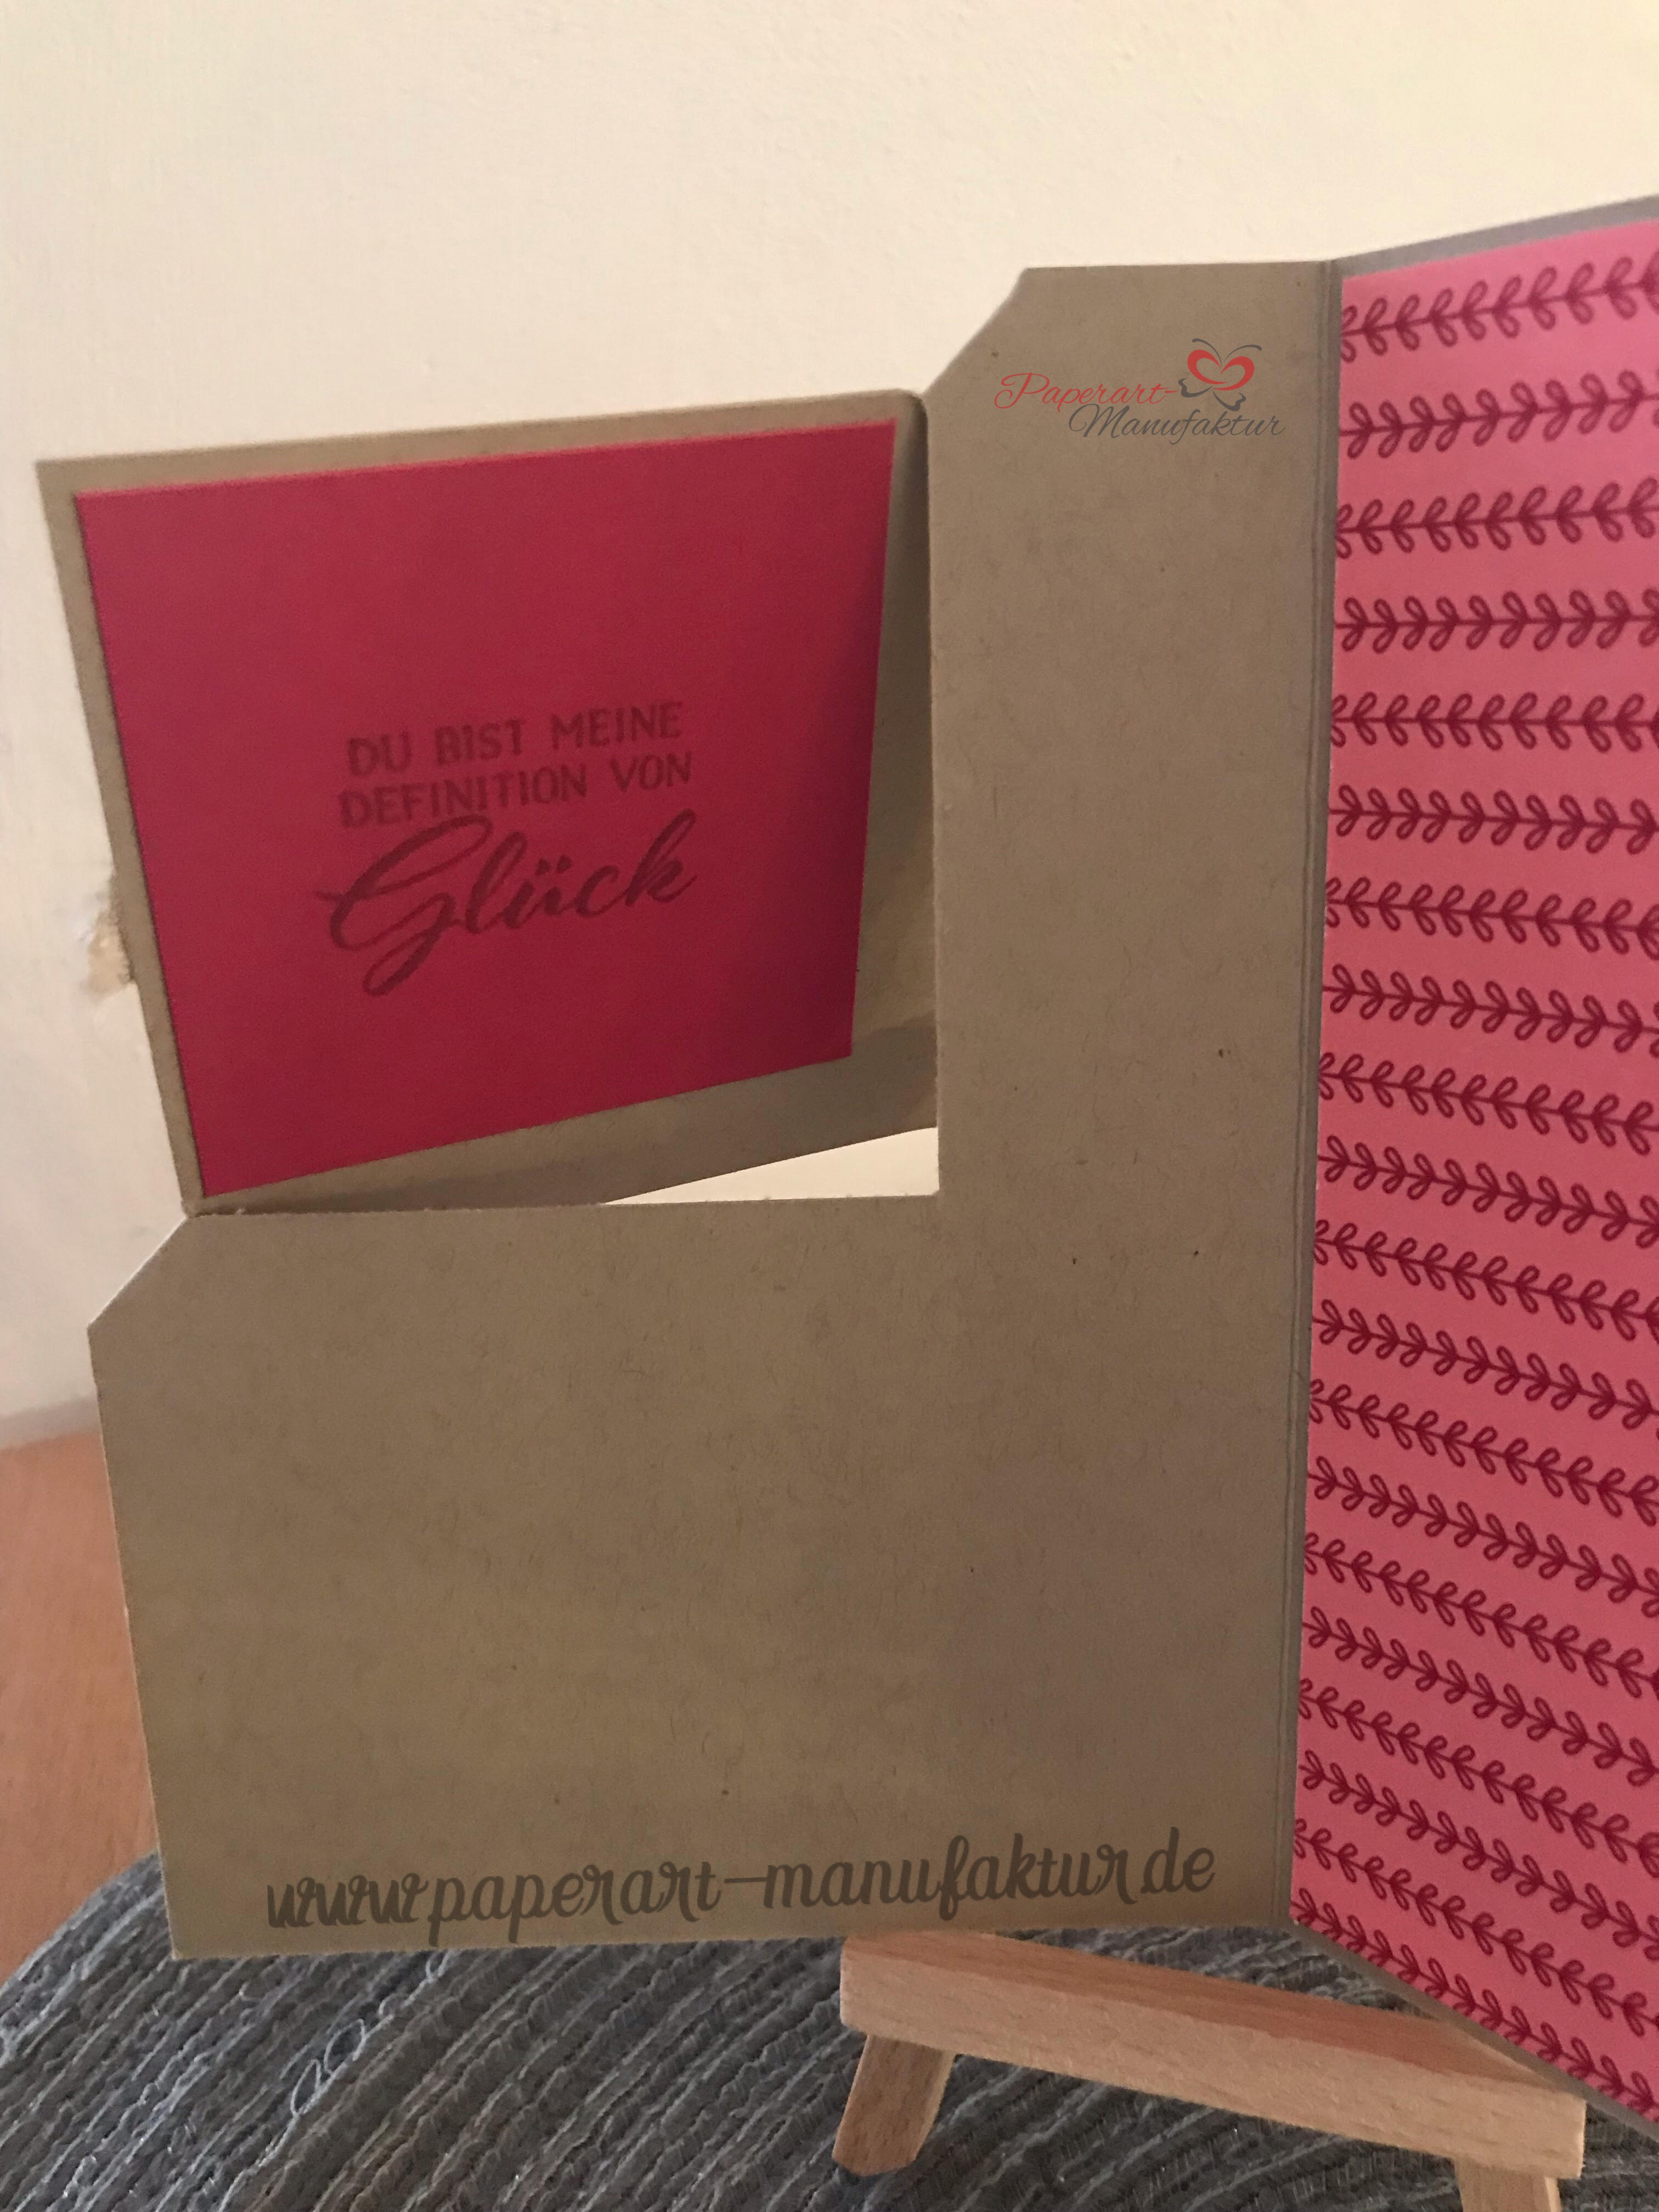 Paperart-
Manufaktur
DU BIST MEINE
DEFINITION VON
Glück
www.paperart-manufaktur.de